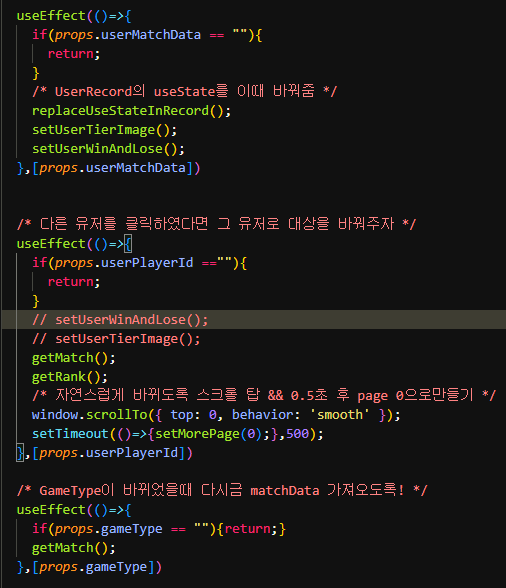 useEffect(()=>{
if(props.userMatchData == ""){
return;
}
/* UserRecord의 useState를 이때 바꿔줌 */
replaceUseStateInRecord();
setUserTierImage();
setUserWinAndLose();
},[props.userMatchData])
/* 다른 유저를 클릭하였다면 그 유저로 대상을 바꿔주자 */
useEffect(()=>{
if(props.userPlayerId ==""){
return;
}
// setUserWinAndLose();
// setUserTierImage();
getMatch();
getRank();
/* 자연스럽게 바뀌도록 스크롤 탑 && 0.5초 후 page 0으로만들기 */
window.scrollTo({ top: 0, behavior: 'smooth' });
setTimeout(()=>{setMorePage(0);},500);
},[props.userPlayerId])
/* GameType이 바뀌었을때 다시금 matchData 가져오도록! */
useEffect(()=>{
if(props.gameType == ""){return;}
getMatch();
},[props.gameType])